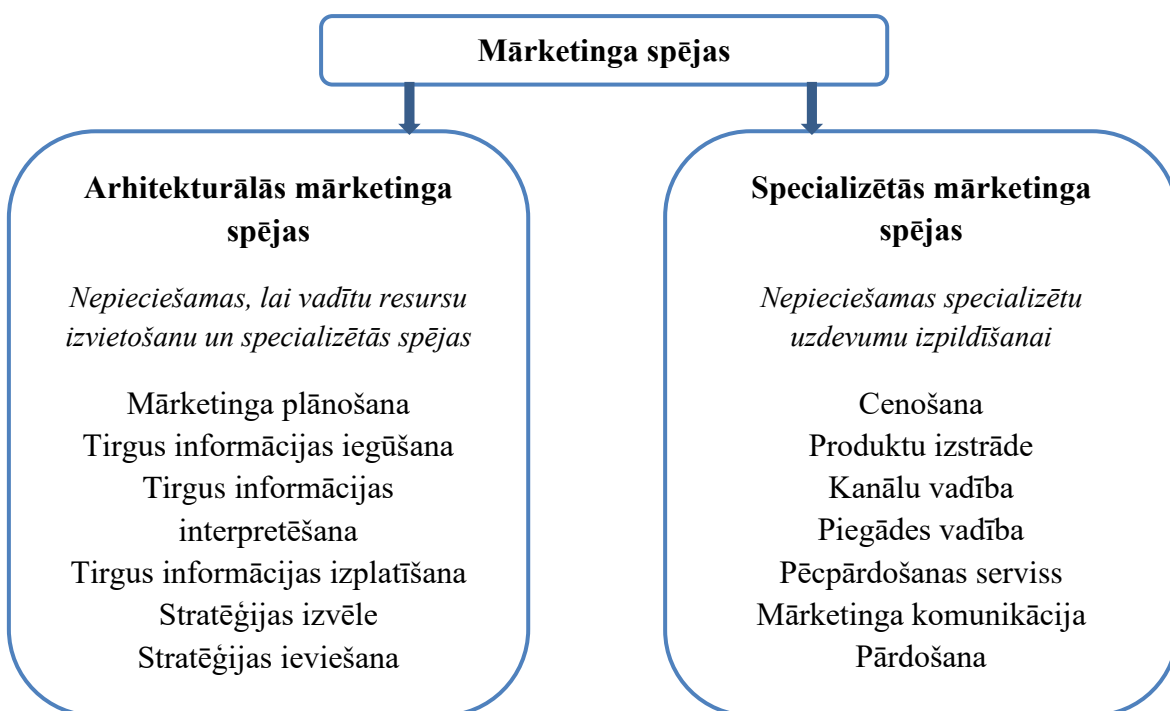 Mārketinga spējas
Arhitekturālās mārketinga
spējas
Nepieciešamas, lai vadītu resursu
izvietošanu un specializētās spējas
Mārketinga plānošana
Tirgus informācijas iegūšana
Tirgus informācijas
interpretēšana
Tirgus informācijas izplatīšana
Stratēģijas izvēle
Stratēģijas ieviešana
Specializētās mārketinga
spējas
Nepieciešamas specializētu
uzdevumu izpildīšanai
Cenošana
Produktu izstrāde
Kanālu vadība
Piegādes vadība
Pēcpārdošanas serviss
Mārketinga komunikācija
Pārdošana